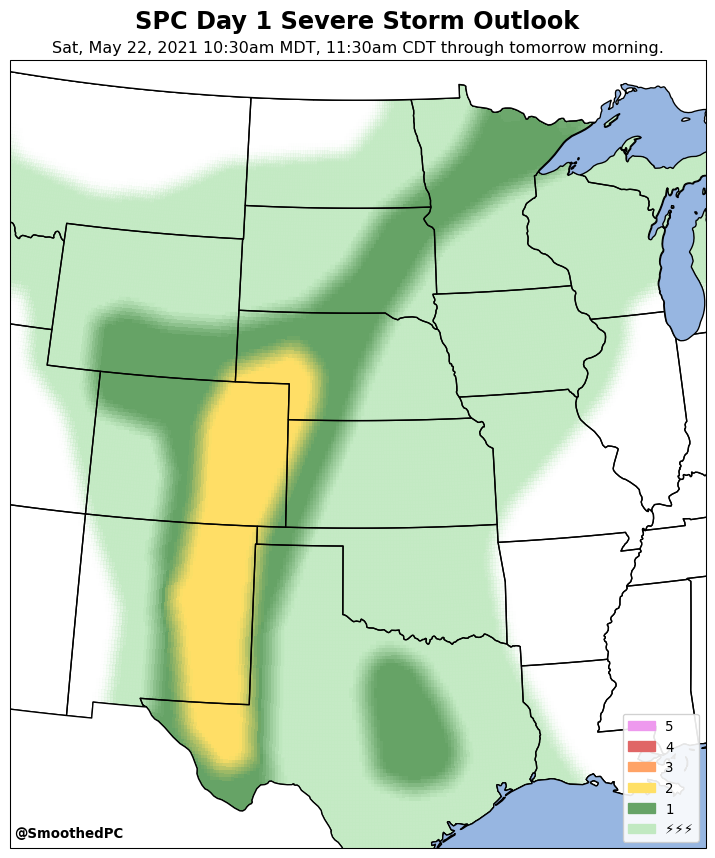 SPC Day 1 Severe Storm Outlook
Sat, May 22, 2021 10:30am MDT, 11:30am CDT through tomorrow morning.
5
4
3
2
1
⚡⚡⚡
@SmoothedPC